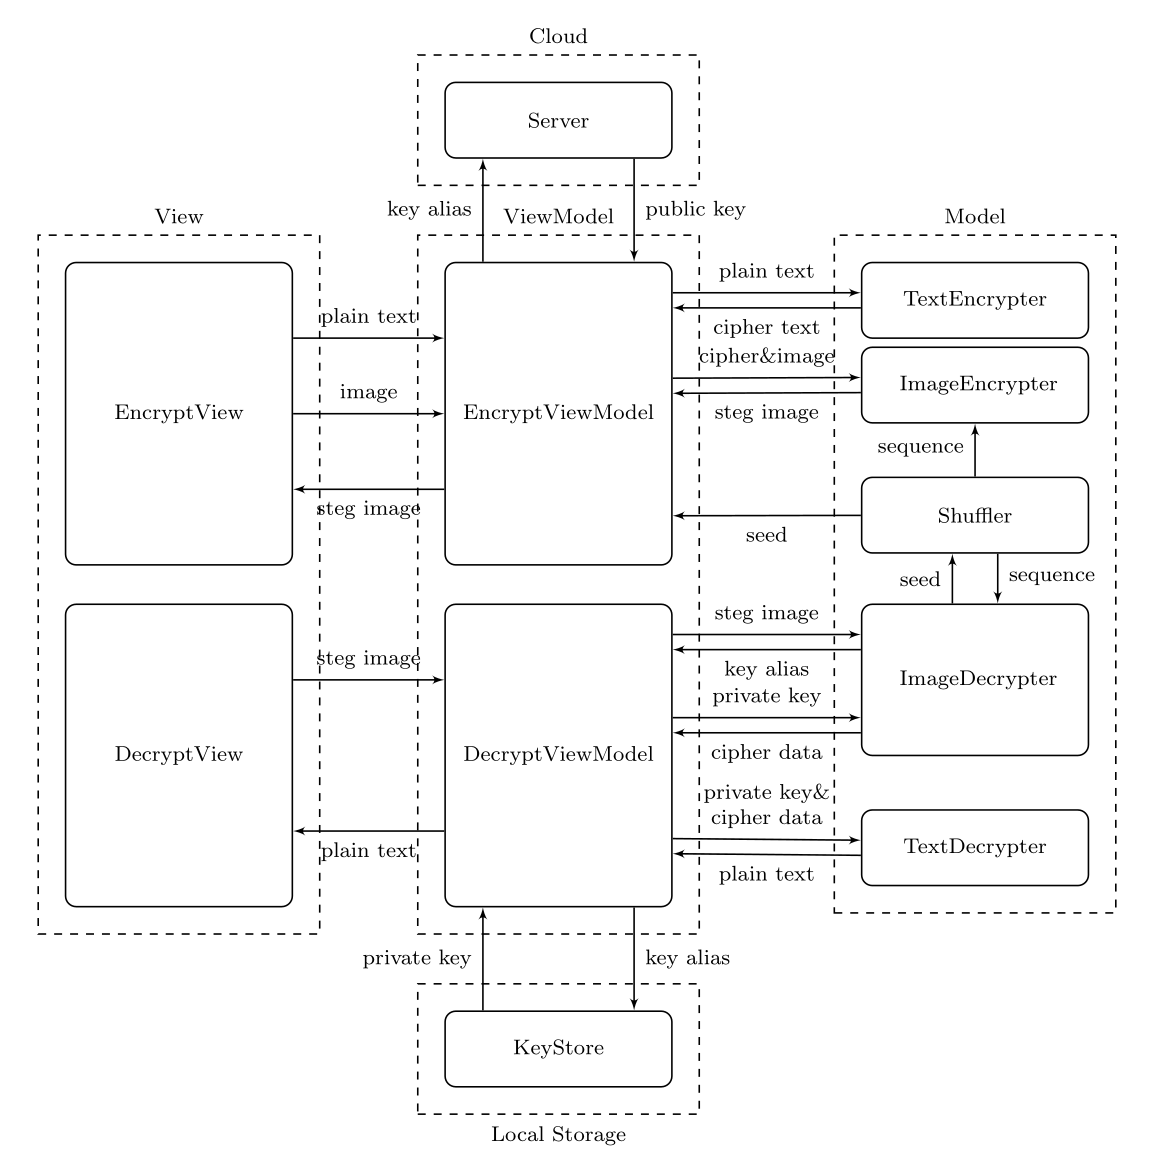 Cloud
Server
key alias
public key
View
ViewModel
Model
plain text
TextEncrypter
plain text
cipher text
cipher&image
ImageEncrypter
image
EncryptView
EncryptViewModel
steg image
sequence
steg image
Shuffler
seed
seed
sequence
steg image
steg image
key alias
ImageDecrypter
private key
DecryptView
DecryptViewModel
cipher data
private key&
cipher data
plain text
TextDecrypter
plain text
private key
key alias
KeyStore
Local Storage